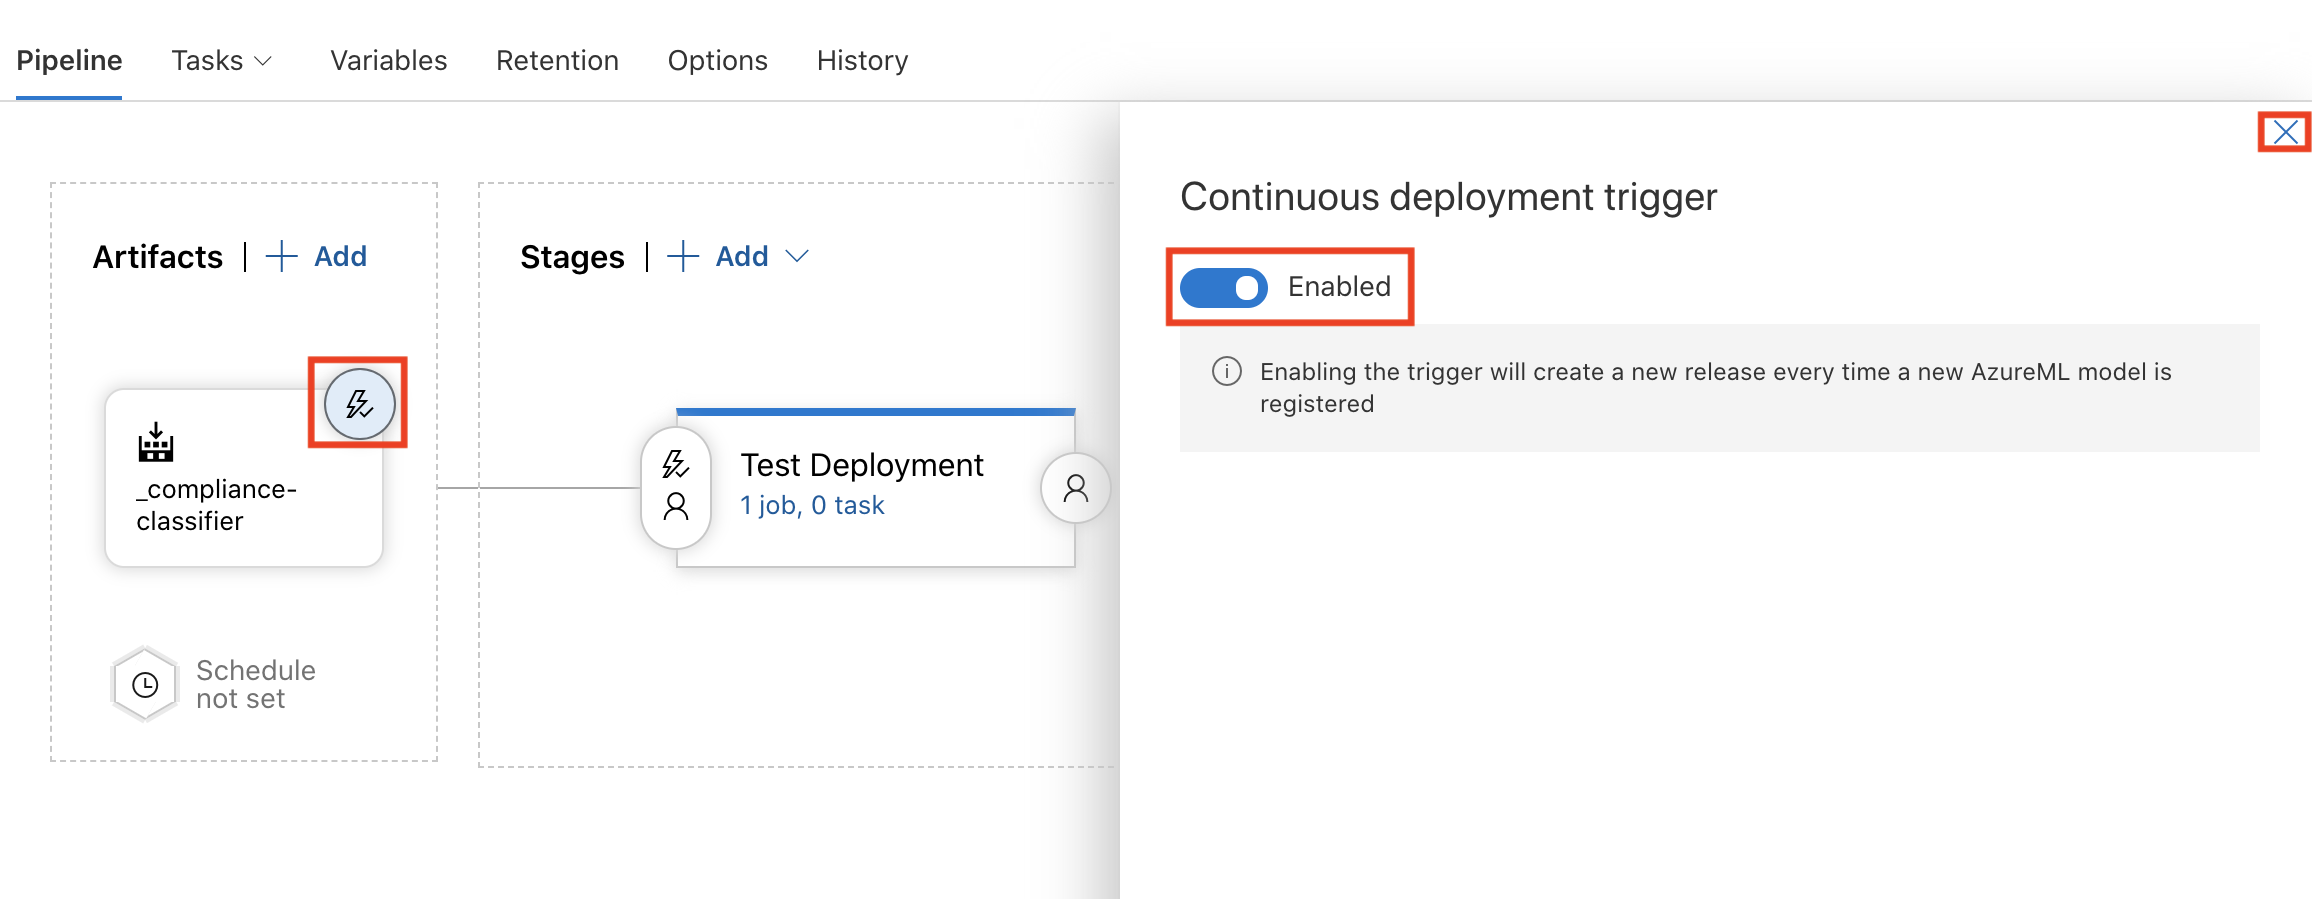 Pipeline Tasks Variables Retention Options History
Artifacts | + Add
_compliance-
classifier
Schedule
not set
Stages | + Add
Test Deployment
1 job, 0 task
Continuous deployment trigger
Enabled
Enabling the trigger will create a new release every time a new AzureML model is
registered